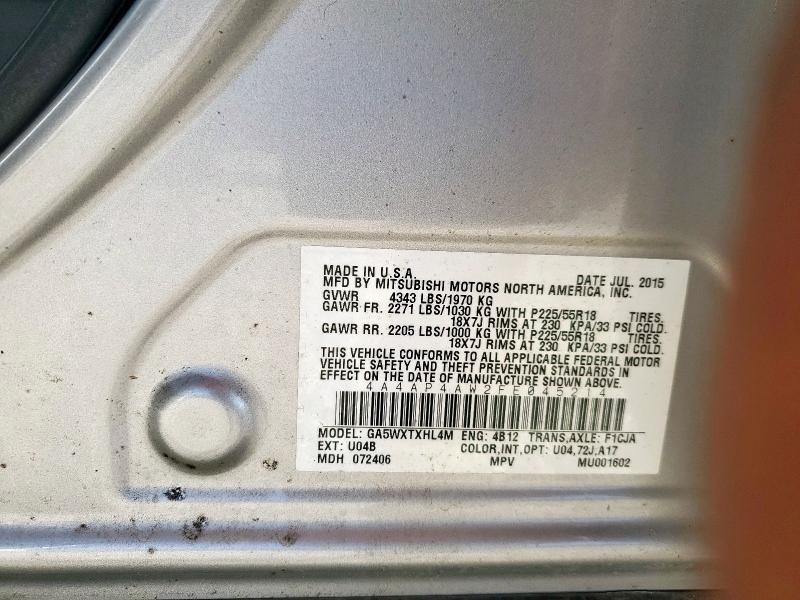 MADE IN U.S.A. DATE JUL. 2015
MFD BY MITSUBISHI MOTORS NORTH AMERICA, INC.
GVWR 4343 LBS/1970 KG
GAWR FR. 2271 LBS/1030 KG WITH P225/55R18 TIRES.
18X7J RIMS AT 230 KPA/33 PSI COLD.
GAWR RR. 2205 LBS/1000 KG WITH P225/55R18 TIRES.
18X7J RIMS AT 230 KPA/33 PSI COLD.
THIS VEHICLE CONFORMS TO ALL APPLICABLE FEDERAL MOTOR
VEHICLE SAFETY AND THEFT PREVENTION STANDARDS IN
EFFECT ON THE DATE OF MANUFACTURE SHOWN ABOVE.
4A4AP4AW2FE045214
MODEL: GA5WXTXHL4M ENG: 4B12 TRANS,AXLE: F1CJA
EXT: U04B COLOR,INT,OPT: U04,72J,A17
MDH 072406 MPV MU001602